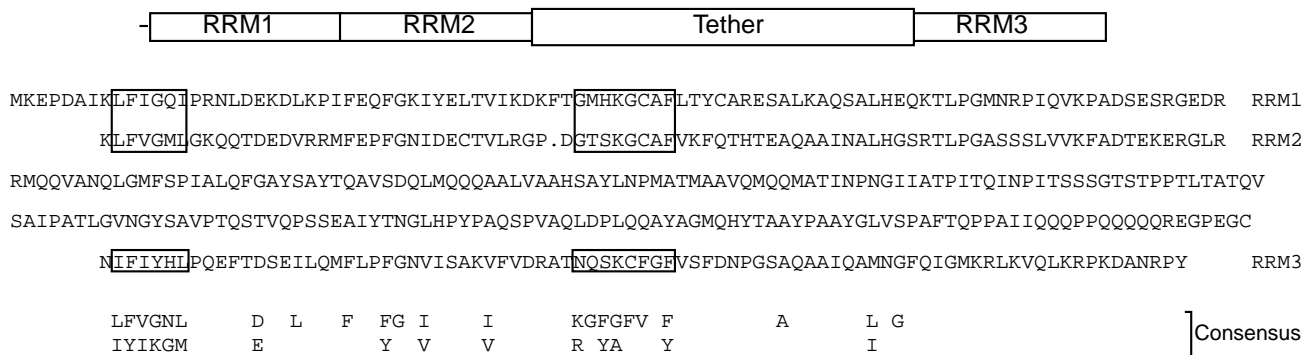 RRM1 RRM2 Tether RRM3
MKEPDAIKLFIGQIPRNLDEKDLKPIFEQFGKIYELTVIKDKFTGMHKGCAFLTYCARESALKAQSALHEQKTLPGMNRPIQVKPADSESRGEDR RRM1
KLFVGMLGKQQTDEDVRRMFEPFGNIDECTVLRGP.DGTSKGCAFVKFQTHTEAQAAINALHGSRTLPGASSSLVVKFADTEKERGLR RRM2
RMQQVANQLGMFSPIALQFGAYSAYTQAVSDQLMQQQAALVAAHSAYLNPMATMAAVQMQQMATINPNGIIATPITQINPITSSSGTSTPPTLTATQV
SAIPATLGVNGYSAVPTQSTVQPSSEAIYTNGLHPYPAQSPVAQLDPLQQAYAGMQHYTAAYPAAYGLVSPAFTQPPAIIQQQPPQQQQQREGPEGC
NIFIYHLPQEFTDSEILQMFLPFGNVISAKVFVDRATNQSKCFGFVSFDNPGSAQAAIQAMNGFQIGMKRLKVQLKRPKDANRPY RRM3
LFVGNL D L F FG I I KGFGFV F A L G
IYIKGM E Y V V R YA Y I
Consensus